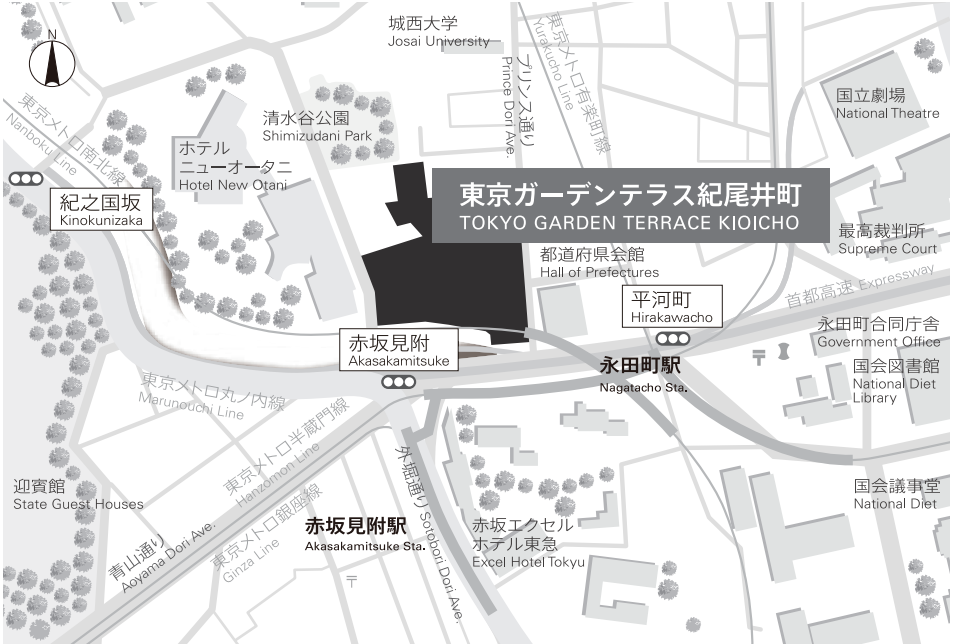 城西大学
Josai University
N
東京メトロ有楽町線
Yurakucho Line
プリンス通り
Prince Dori Ave.
国立劇場
National Theatre
東京メトロ南北線
Nanboku Line
清水谷公園
Shimizudani Park
ホテル
ニューオータニ
Hotel New Otani
紀之国坂
Kinokunizaka
東京ガーデンテラス紀尾井町
TOKYO GARDEN TERRACE KIOICHO
最高裁判所
Supreme Court
都道府県会館
Hall of Prefectures
首都高速 Expressway
平河町
Hirakawacho
永田町合同庁舎
Government Office
赤坂見附
Akasakamitsuke
永田町駅
Nagatacho Sta.
国会図書館
National Diet
Library
東京メトロ丸ノ内線
Marunouchi Line
東京メトロ半蔵門線
Hanzomon Line
迎賓館
State Guest Houses
外堀通り Sotobori Dori Ave.
国会議事堂
National Diet
東京メトロ銀座線
Ginza Line
赤坂見附駅
Akasakamitsuke Sta.
赤坂エクセル
ホテル東急
Excel Hotel Tokyu
青山通り
Aoyama Dori Ave.